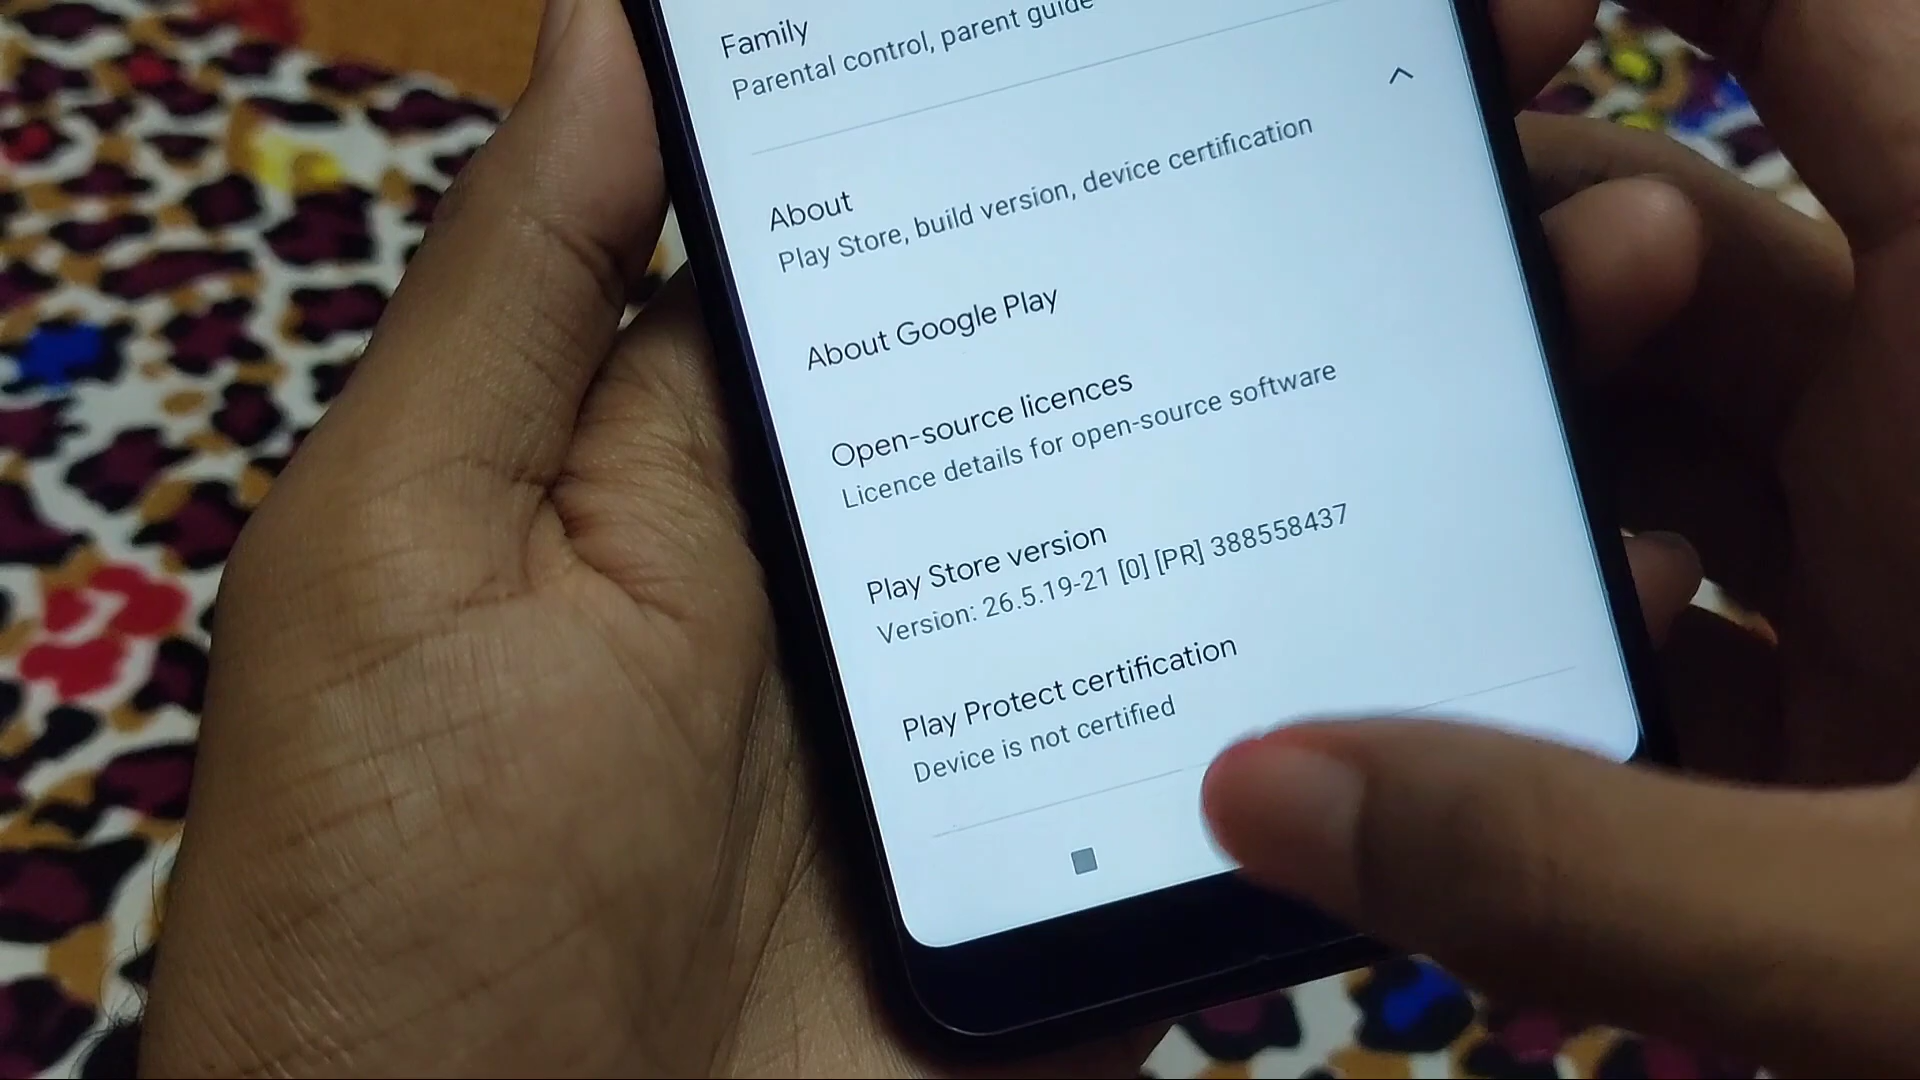 Family
Parental control, parent guide
About
Play Store, build version, device certification
About Google Play
Open-source licences
Licence details for open-source software
Play Store version
Version: 26.5.19-21 [0] [PR] 388558437
Play Protect certification
Device is not certified